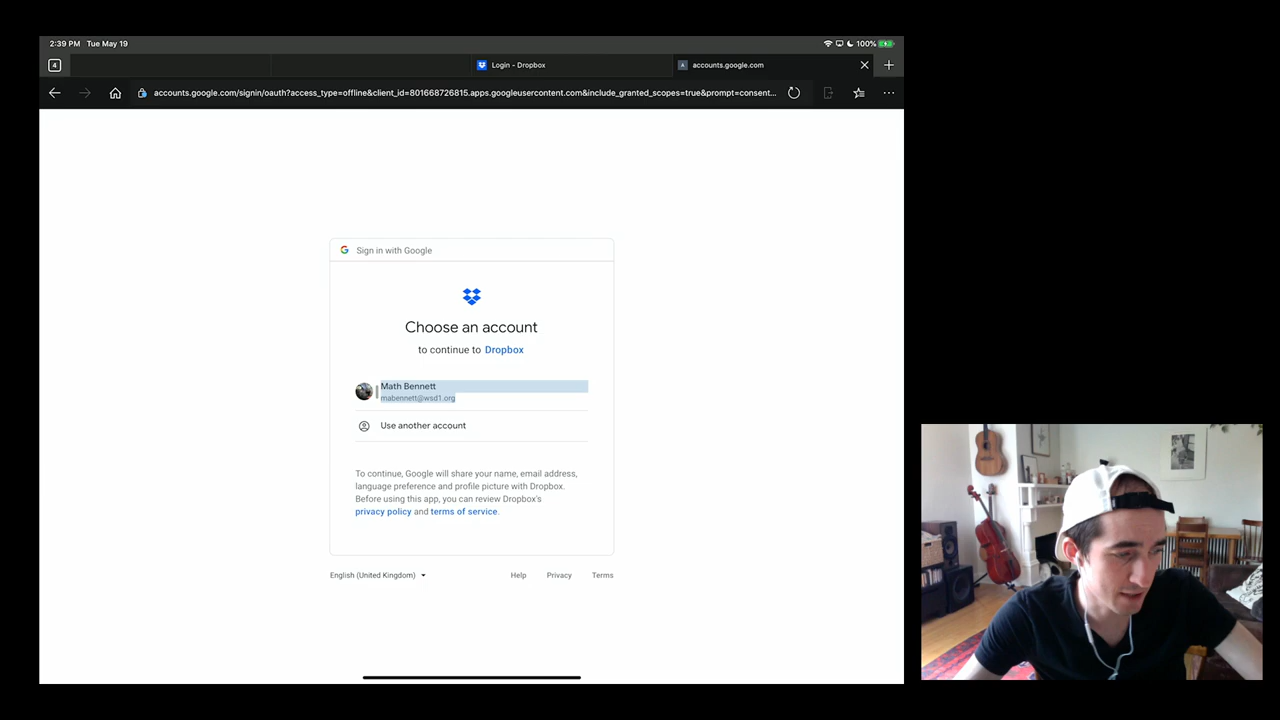 2:39 PM Tue May 19
100%
4
Login - Dropbox
A
accounts.google.com
accounts.google.com/signin/oauth?access_type=offline&client_id=801668726815.apps.googleusercontent.com&include_granted_scopes=true&prompt=consent...
G Sign in with Google
Choose an account
to continue to Dropbox
Math Bennett
mabennett@wsd1.org
Use another account
To continue, Google will share your name, email address,
language preference and profile picture with Dropbox.
Before using this app, you can review Dropbox's
privacy policy and terms of service.
English (United Kingdom)
Help
Privacy
Terms